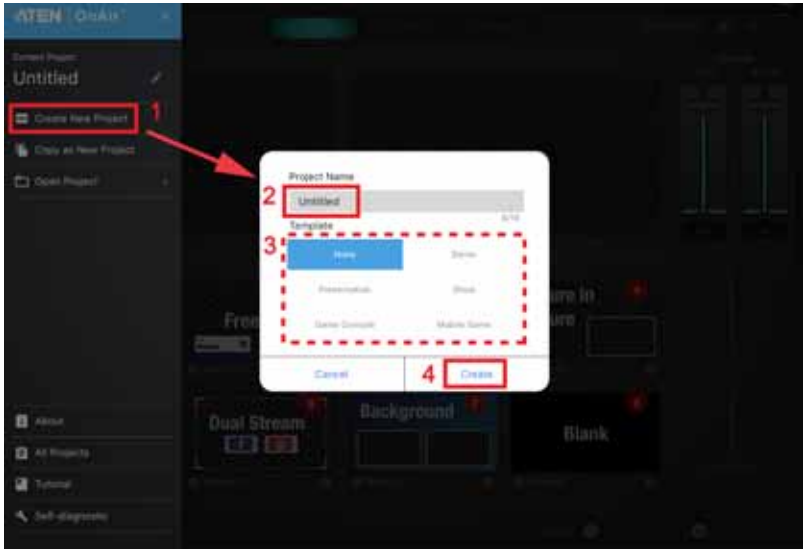 ATEN OnAir
Current Project
Untitled
Create New Project
1
Copy as New Project
Open Project
Project Name
2
Untitled
8/16
Template
3
None
Presentation
Game Console
Mobile Game
Cancel
4
Create
Dual Stream
Background
Blank
About
All Projects
Tutorial
Self-diagnostic